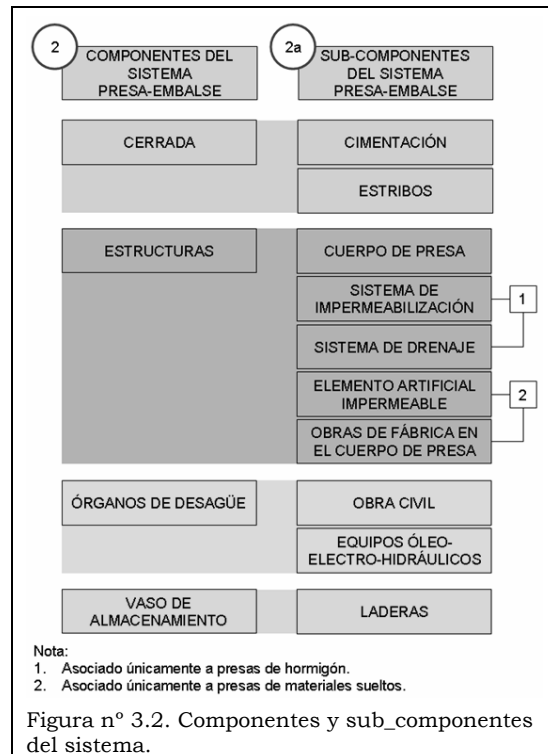 2
COMPONENTES DEL
SISTEMA
PRESA-EMBALSE
2a
SUB-COMPONENTES
DEL SISTEMA
PRESA-EMBALSE
CERRADA
CIMENTACIÓN
ESTRIBOS
ESTRUCTURAS
CUERPO DE PRESA
SISTEMA DE
IMPERMEABILIZACIÓN
1
SISTEMA DE DRENAJE
ELEMENTO ARTIFICIAL
IMPERMEABLE
2
OBRAS DE FÁBRICA EN
EL CUERPO DE PRESA
ÓRGANOS DE DESAGÜE
OBRA CIVIL
EQUIPOS ÓLEO-
ELECTRO-HIDRÁULICOS
VASO DE
ALMACENAMIENTO
LADERAS
Nota:
1. Asociado únicamente a presas de hormigón.
2. Asociado únicamente a presas de materiales sueltos.
Figura nº 3.2. Componentes y sub_componentes
del sistema.